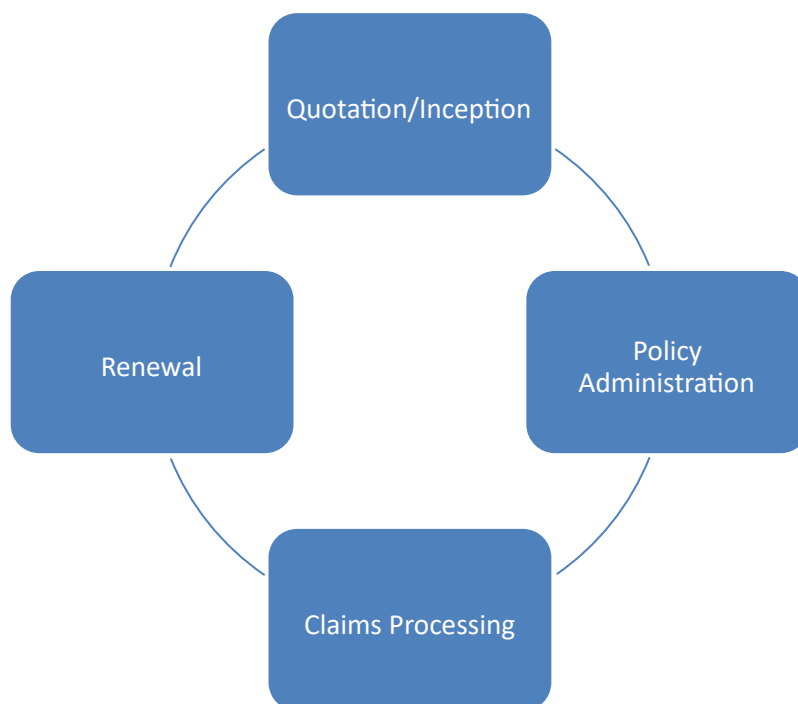 Quotation/Inception
Renewal
Policy
Administration
Claims Processing